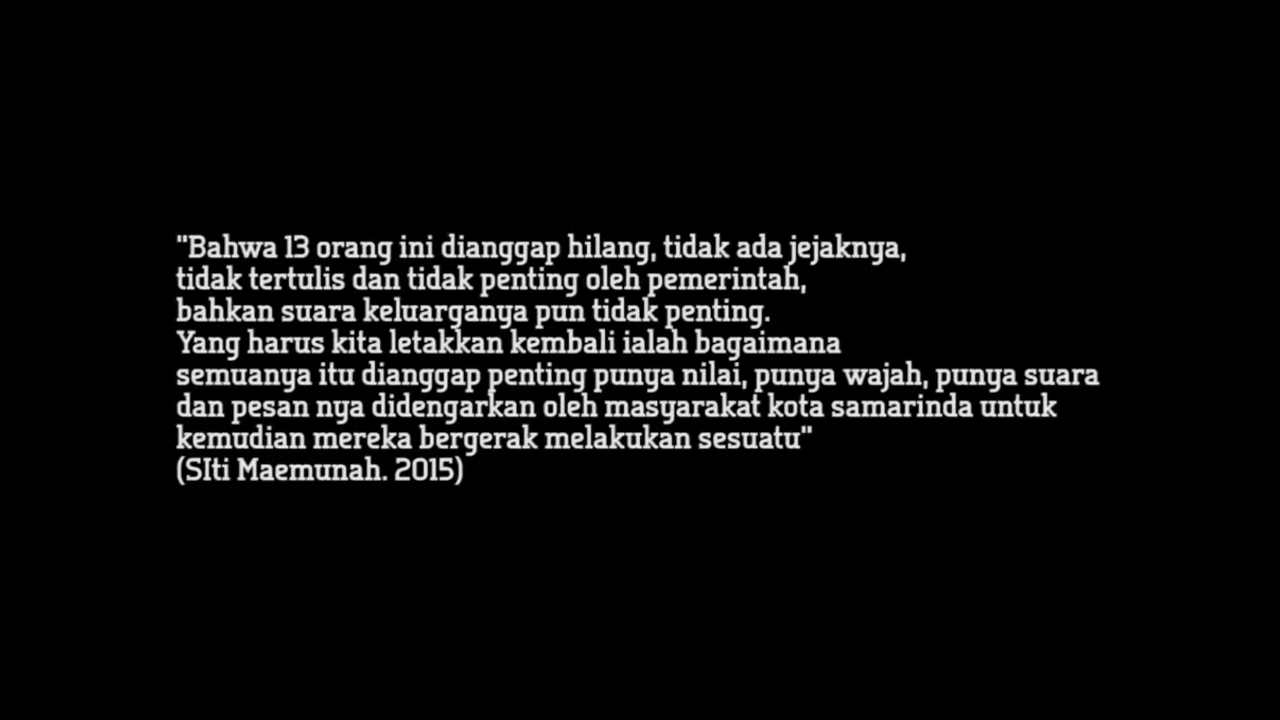 "Bahwa 13 orang ini dianggap hilang, tidak ada jejaknya,
tidak tertulis dan tidak penting oleh pemerintah,
bahkan suara keluarganya pun tidak penting.
Yang harus kita letakkan kembali ialah bagaimana
semuanya itu dianggap penting punya nilai, punya wajah, punya suara
dan pesan nya didengarkan oleh masyarakat kota samarinda untuk
kemudian mereka bergerak melakukan sesuatu"
(SIti Maemunah. 2015)